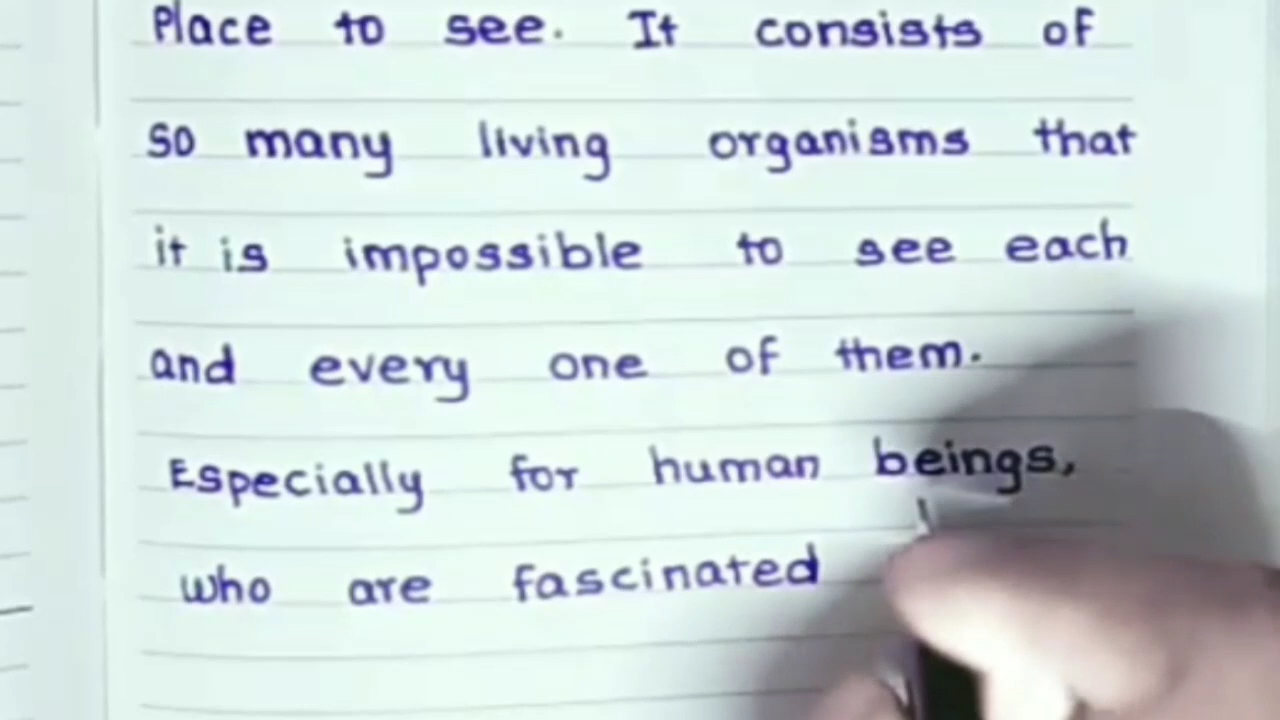 Place to see. It consists of
so many living organisms that
it is impossible to see each
and every one of them.
Especially for human beings,
who are fascinated